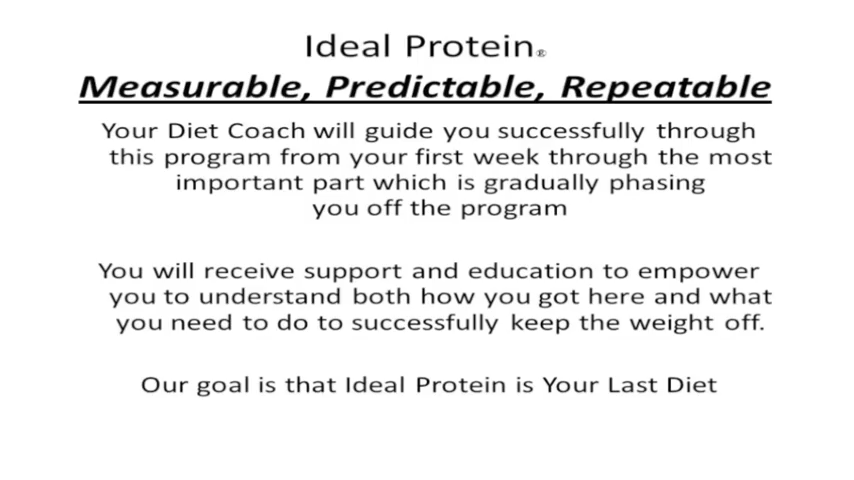 Ideal Protein®
Measurable, Predictable, Repeatable
Your Diet Coach will guide you successfully through
this program from your first week through the most
important part which is gradually phasing
you off the program
You will receive support and education to empower
you to understand both how you got here and what
you need to do to successfully keep the weight off.
Our goal is that Ideal Protein is Your Last Diet